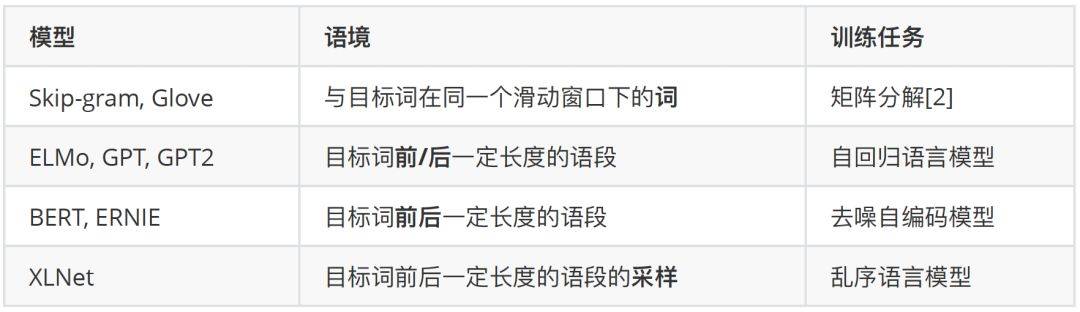 模型 语境 训练任务
Skip-gram, Glove 与目标词在同一个滑动窗口下的词 矩阵分解[2]
ELMo, GPT, GPT2 目标词前/后一定长度的语段 自回归语言模型
BERT, ERNIE 目标词前后一定长度的语段 去噪自编码模型
XLNet 目标词前后一定长度的语段的采样 乱序语言模型